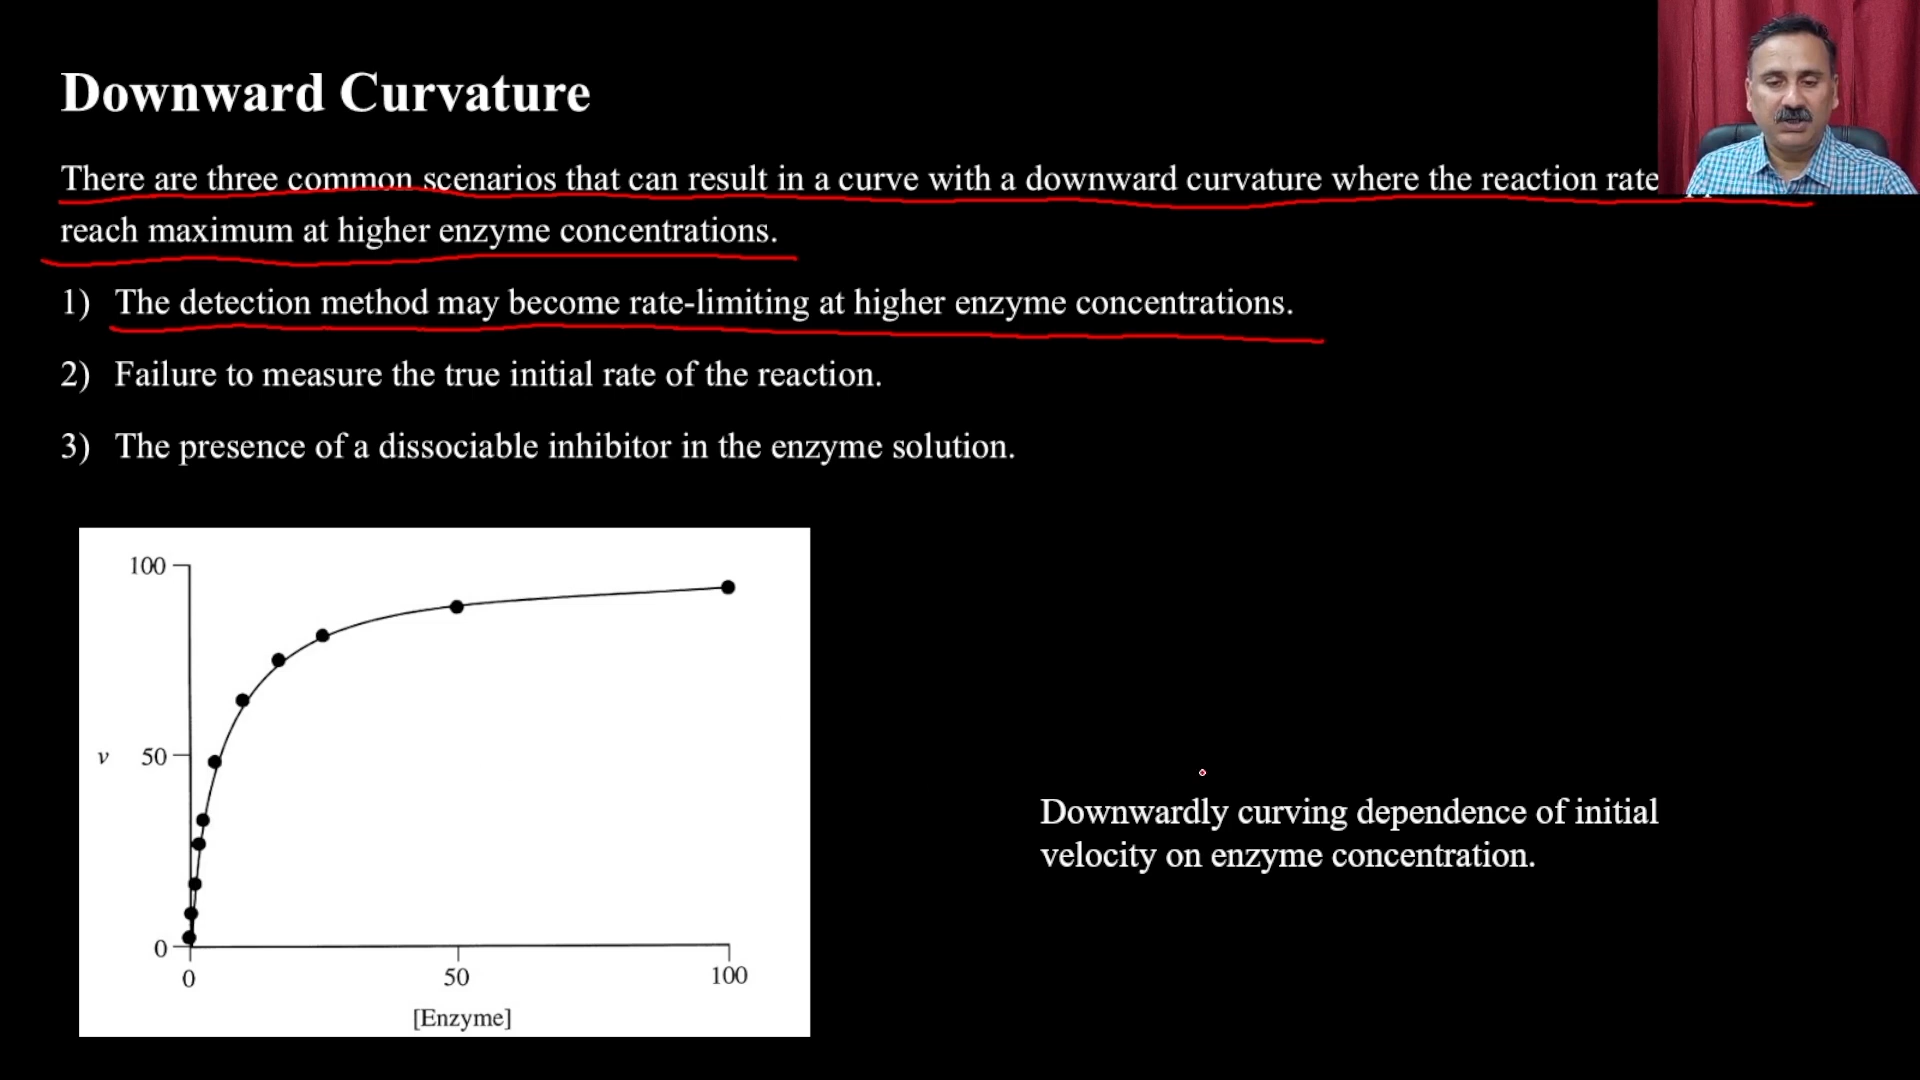 Downward Curvature
There are three common scenarios that can result in a curve with a downward curvature where the reaction rate
reach maximum at higher enzyme concentrations.
1) The detection method may become rate-limiting at higher enzyme concentrations.
2) Failure to measure the true initial rate of the reaction.
3) The presence of a dissociable inhibitor in the enzyme solution.
100
v 50
0
0 50 100
[Enzyme]
Downwardly curving dependence of initial
velocity on enzyme concentration.